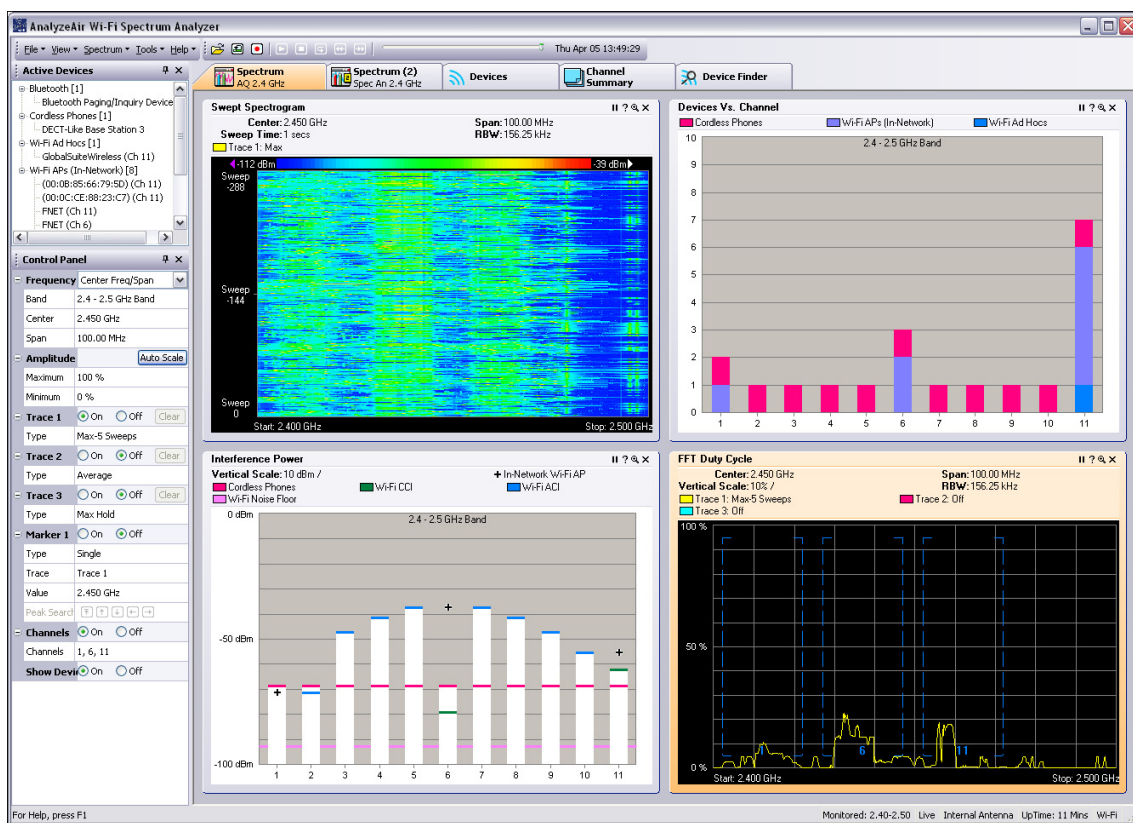 AnalyzeAir Wi-Fi Spectrum Analyzer
File View Spectrum Tools Help
Thu Apr 05 13:49:29
Active Devices
Bluetooth [1]
Bluetooth Paging/Inquiry Device
Cordless Phones [1]
DECT-Like Base Station 3
Wi-Fi Ad Hocs [1]
GlobalSuiteWireless (Ch 11)
Wi-Fi APs (In-Network) [8]
(00:0B:85:66:79:5D) (Ch 11)
(00:0C:CE:88:23:C7) (Ch 11)
FNET (Ch 11)
FNET (Ch 6)
Control Panel
Frequency Center Freq/Span
Band 2.4 - 2.5 GHz Band
Center 2.450 GHz
Span 100.00 MHz
Amplitude Auto Scale
Maximum 100 %
Minimum 0 %
Trace 1 On Off Clear
Type Max-5 Sweeps
Trace 2 On Off Clear
Type Average
Trace 3 On Off Clear
Type Max Hold
Marker 1 On Off
Type Single
Trace Trace 1
Value 2.450 GHz
Peak Search
Channels On Off
Channels 1, 6, 11
Show Devi On Off
Spectrum
AQ 2.4 GHz
Spectrum (2)
Spec An 2.4 GHz
Devices
Channel
Summary
Device Finder
Swept Spectrogram
Center: 2.450 GHz Span: 100.00 MHz
Sweep Time: 1 secs RBW: 156.25 kHz
Trace 1: Max
-112 dBm -39 dBm
Sweep
-288
Sweep
-144
Sweep
0
Start: 2.400 GHz Stop: 2.500 GHz
Devices Vs. Channel
Cordless Phones Wi-Fi APs (In-Network) Wi-Fi Ad Hocs
2.4 - 2.5 GHz Band
10
9
8
7
6
5
4
3
2
1
0
1 2 3 4 5 6 7 8 9 10 11
Interference Power
Vertical Scale: 10 dBm / + In-Network Wi-Fi AP
Cordless Phones Wi-Fi CCI Wi-Fi ACI
Wi-Fi Noise Floor
0 dBm
2.4 - 2.5 GHz Band
-50 dBm
-100 dBm
1 2 3 4 5 6 7 8 9 10 11
FFT Duty Cycle
Center: 2.450 GHz Span: 100.00 MHz
Vertical Scale: 10% / RBW: 156.25 kHz
Trace 1: Max-5 Sweeps Trace 2: Off
Trace 3: Off
100 %
50 %
0 %
1 6 11
Start: 2.400 GHz Stop: 2.500 GHz
For Help, press F1
Monitored: 2.40-2.50 Live Internal Antenna UpTime: 11 Mins Wi-Fi